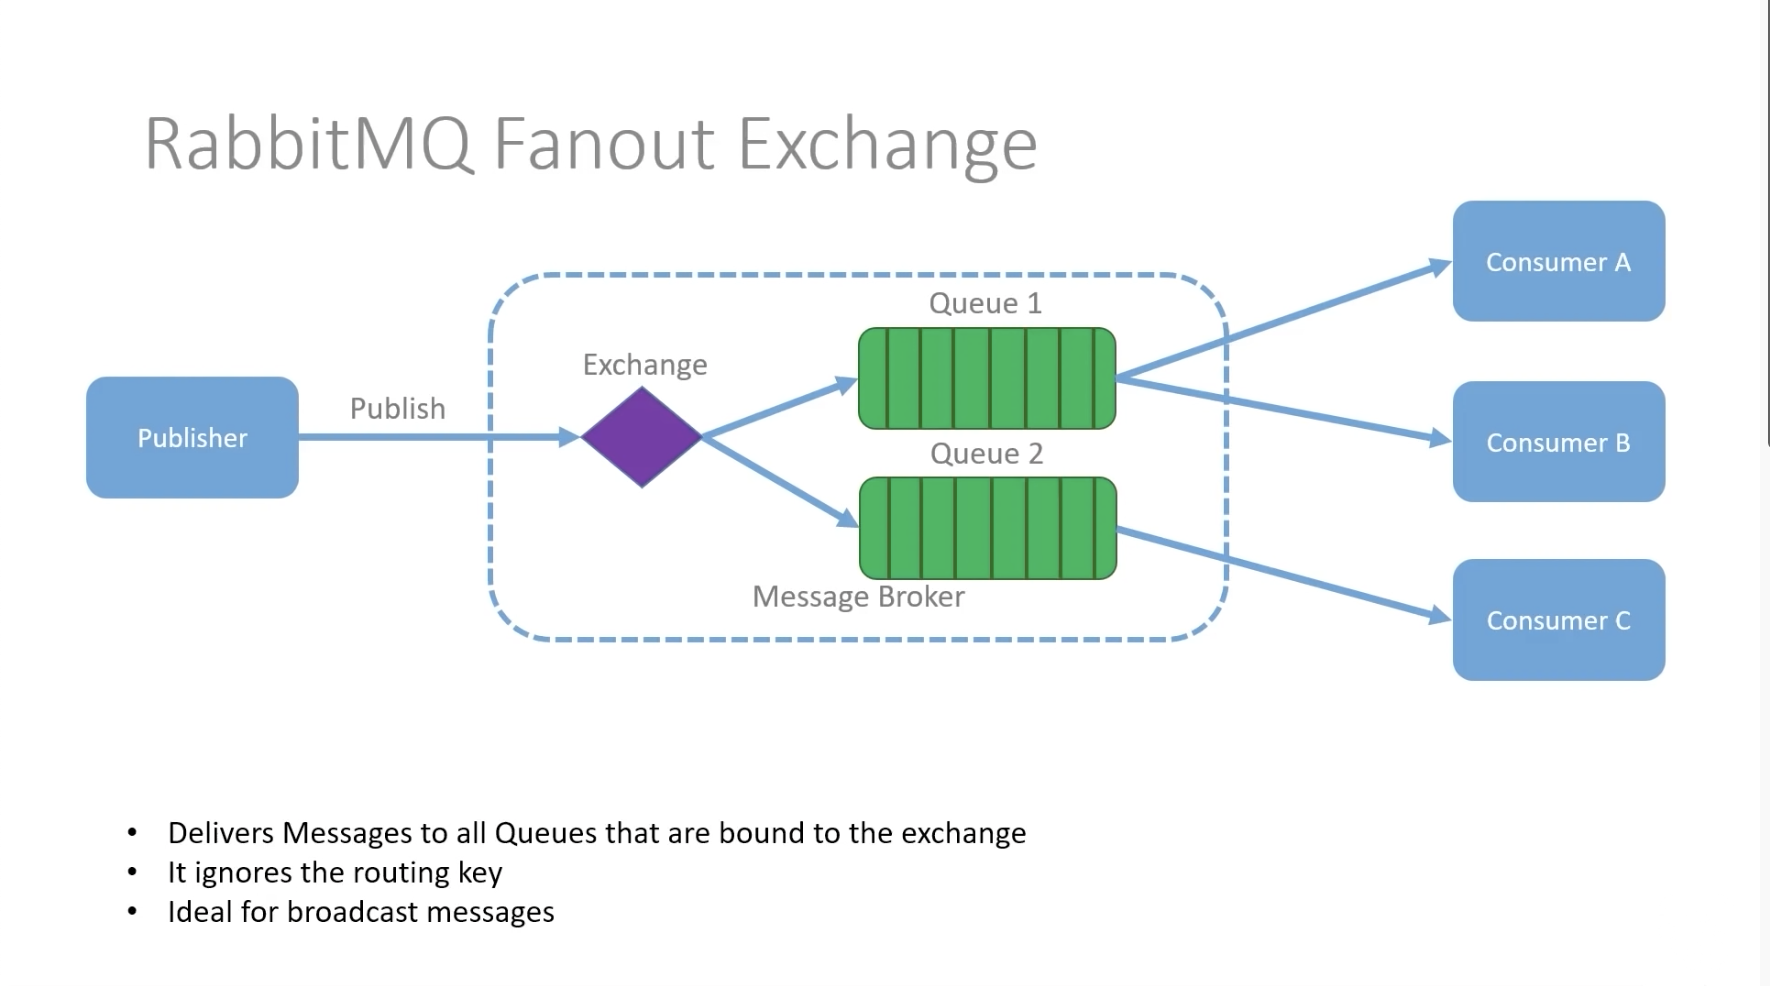 RabbitMQ Fanout Exchange
Consumer A
Queue 1
Exchange
Publish
Publisher
Consumer B
Queue 2
Message Broker
Consumer C
• Delivers Messages to all Queues that are bound to the exchange
• It ignores the routing key
• Ideal for broadcast messages